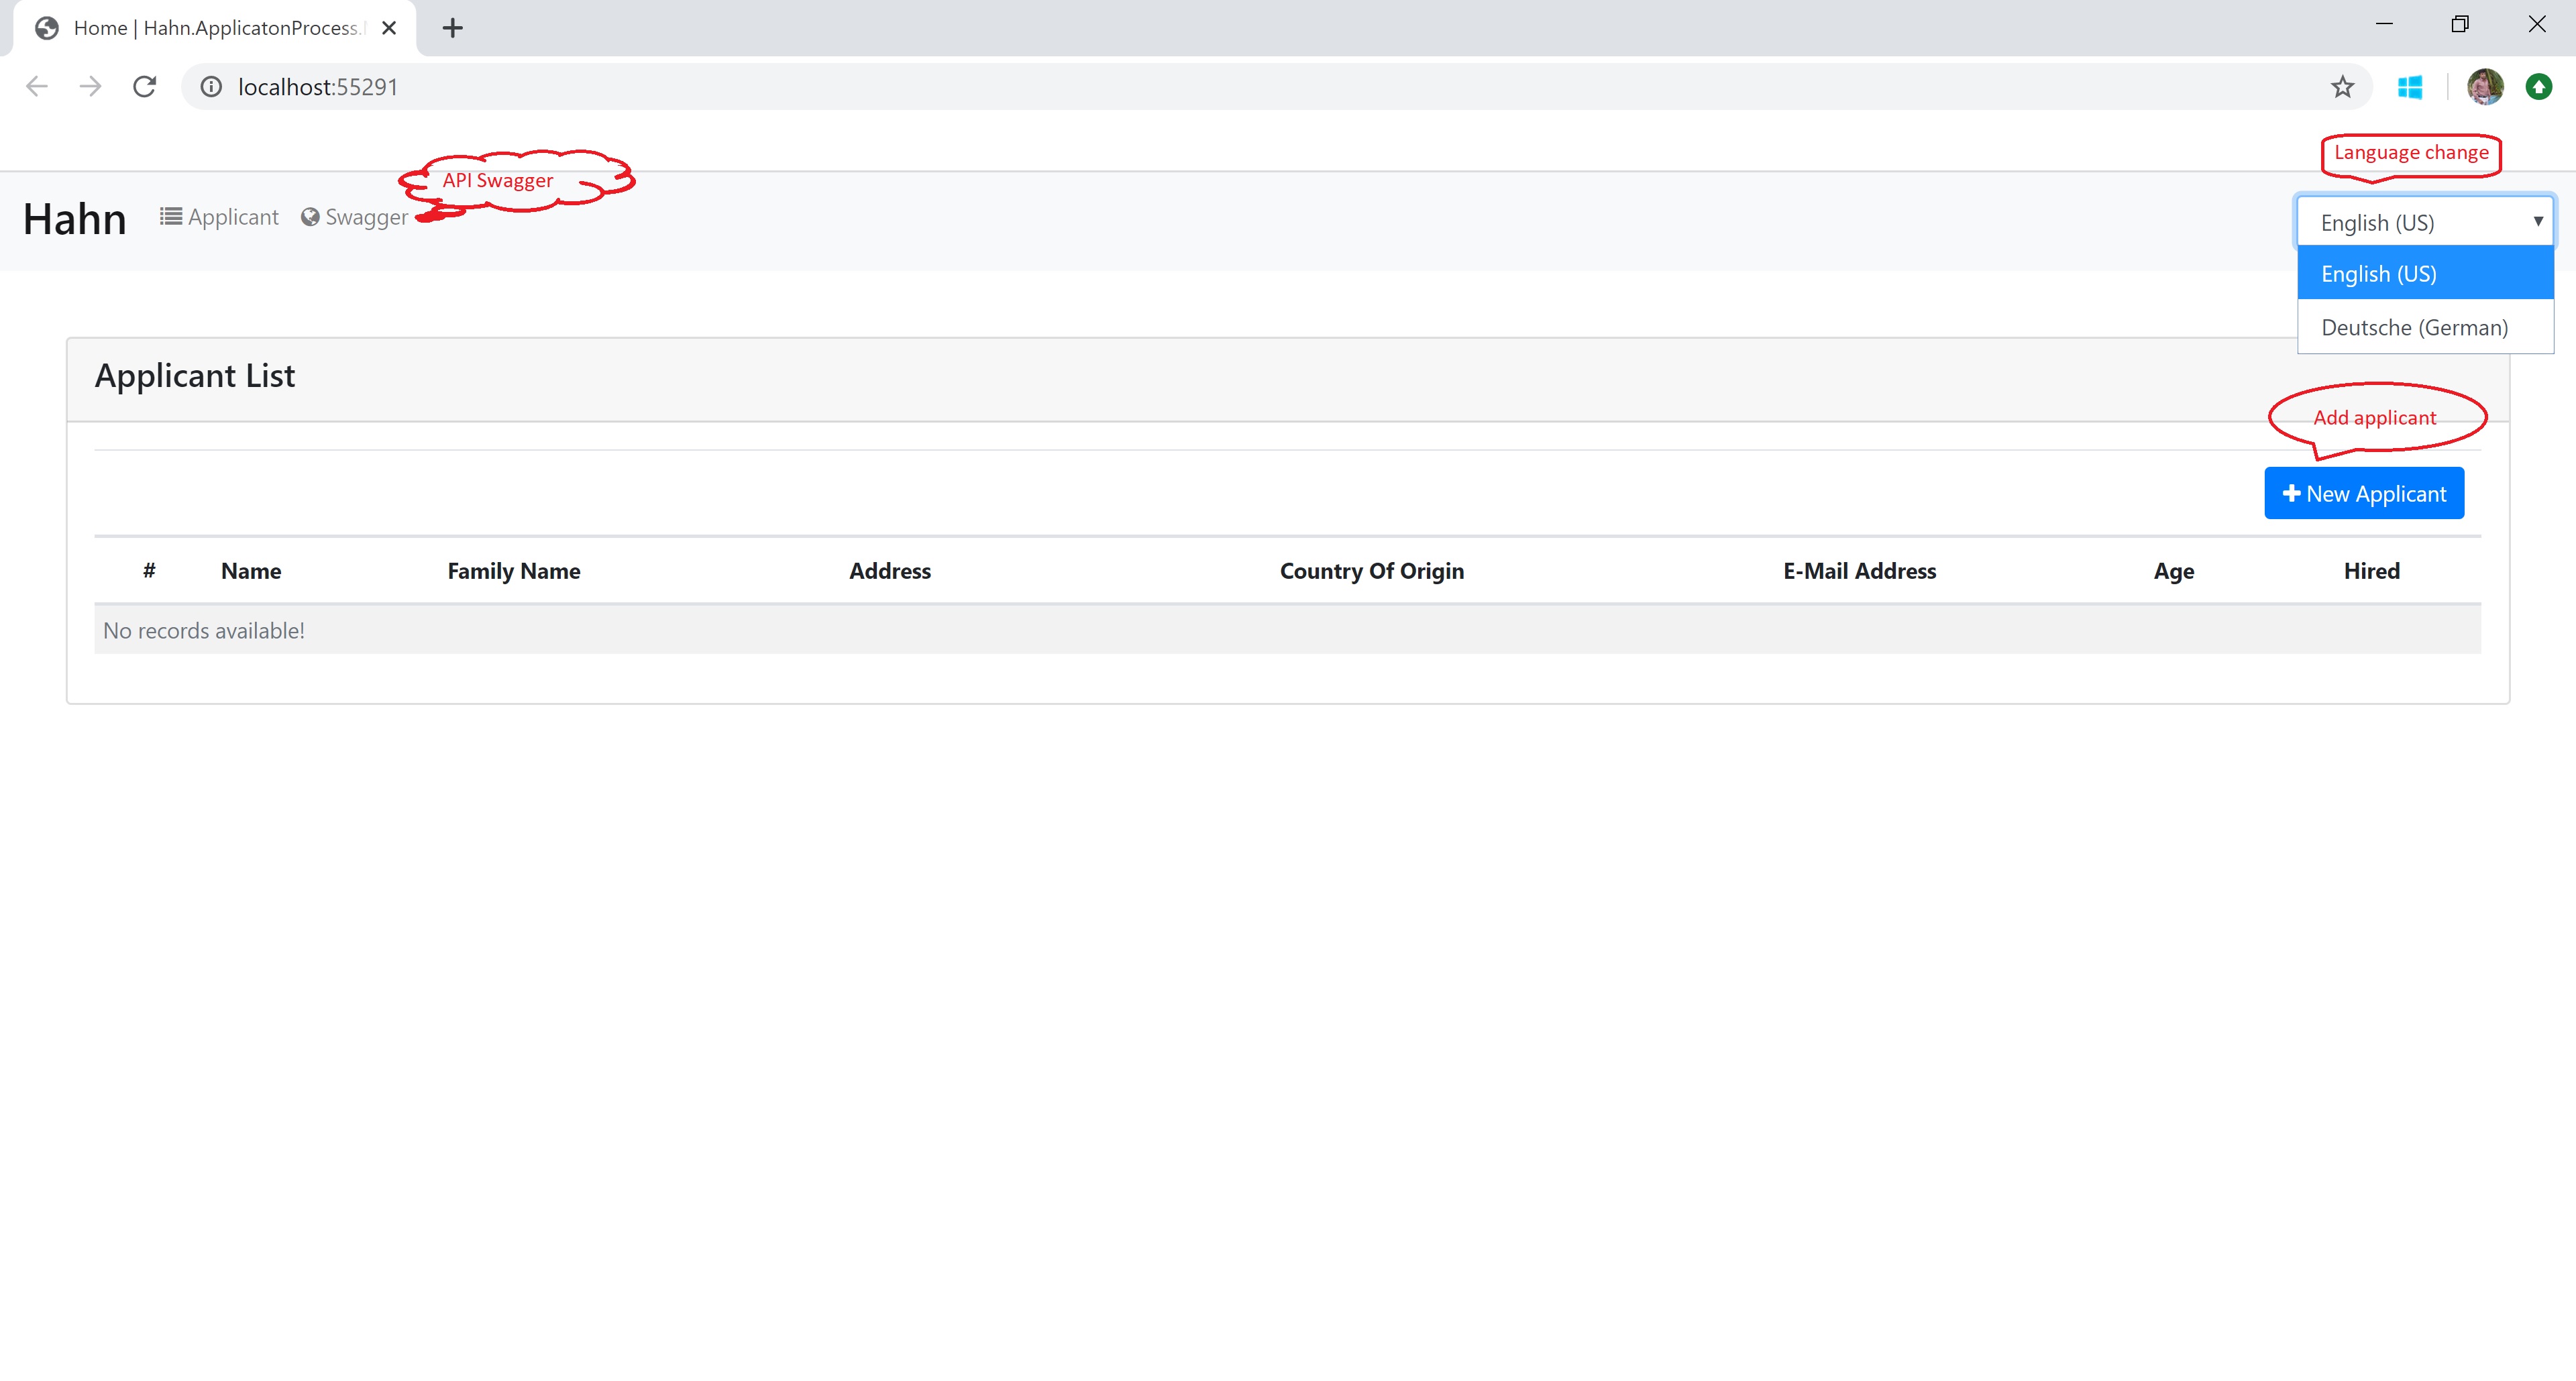 Home | Hahn.ApplicatonProcess.
localhost:55291
Language change
API Swagger
Hahn
Applicant
Swagger
English (US)
English (US)
Deutsche (German)
Applicant List
Add applicant
New Applicant
# Name Family Name Address Country Of Origin E-Mail Address Age Hired
No records available!